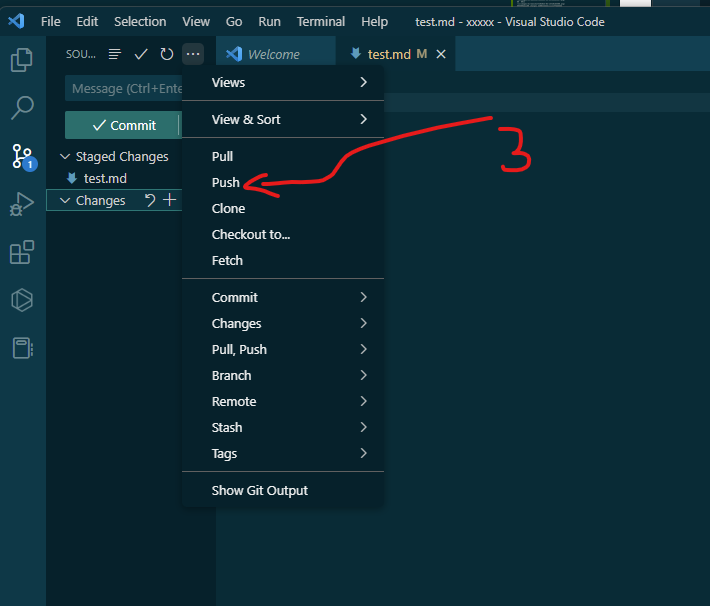 File Edit Selection View Go Run Terminal Help test.md - xxxxx - Visual Studio Code
SOU... Welcome test.md M
Message (Ctrl+Ente
Commit
Staged Changes
test.md
Changes
1
Views
View & Sort
Pull
Push
Clone
Checkout to...
Fetch
Commit
Changes
Pull, Push
Branch
Remote
Stash
Tags
Show Git Output
3